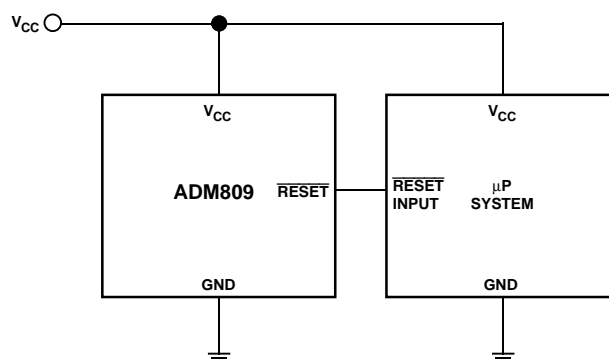 VCC
VCC
ADM809
RESET
GND
VCC
RESET
INPUT
μP
SYSTEM
GND